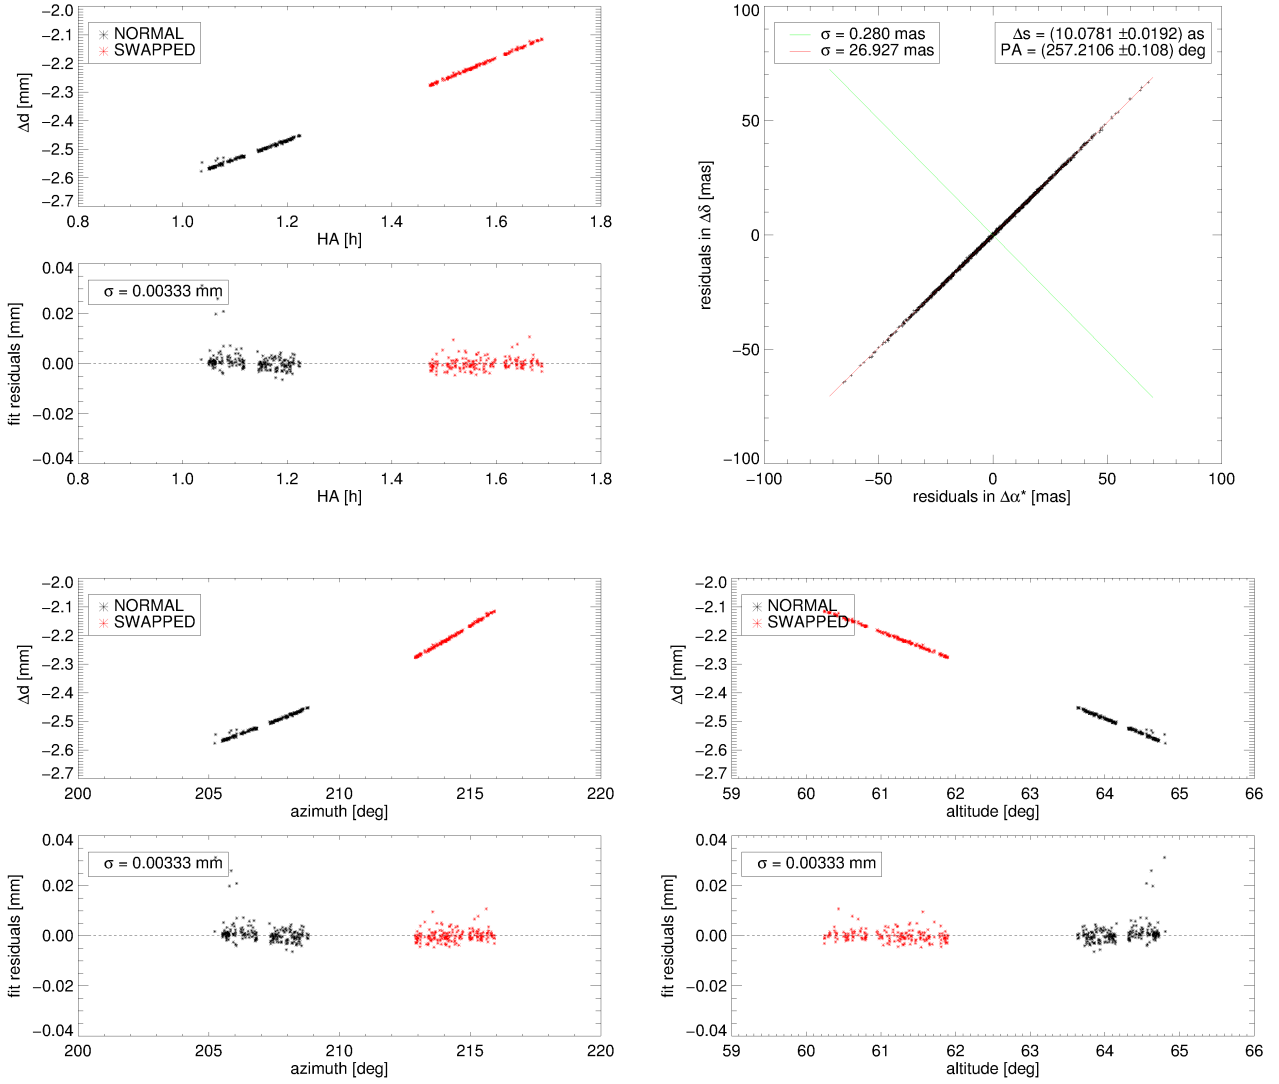 −2.0
−2.1
−2.2
−2.3
−2.4
−2.5
−2.6
−2.7
Δd [mm]
NORMAL
SWAPPED
0.8 1.0 1.2 1.4 1.6 1.8
HA [h]
0.04
0.02
0.00
−0.02
−0.04
fit residuals [mm]
σ = 0.00333 mm
0.8 1.0 1.2 1.4 1.6 1.8
HA [h]
100
50
0
−50
−100
residuals in Δδ [mas]
σ = 0.280 mas
σ = 26.927 mas
Δs = (10.0781 ±0.0192) as
PA = (257.2106 ±0.108) deg
−100 −50 0 50 100
residuals in Δα* [mas]
−2.0
−2.1
−2.2
−2.3
−2.4
−2.5
−2.6
−2.7
Δd [mm]
NORMAL
SWAPPED
200 205 210 215 220
azimuth [deg]
−2.0
−2.1
−2.2
−2.3
−2.4
−2.5
−2.6
−2.7
Δd [mm]
NORMAL
SWAPPED
59 60 61 62 63 64 65 66
altitude [deg]
0.04
0.02
0.00
−0.02
−0.04
fit residuals [mm]
σ = 0.00333 mm
200 205 210 215 220
azimuth [deg]
0.04
0.02
0.00
−0.02
−0.04
fit residuals [mm]
σ = 0.00333 mm
59 60 61 62 63 64 65 66
altitude [deg]